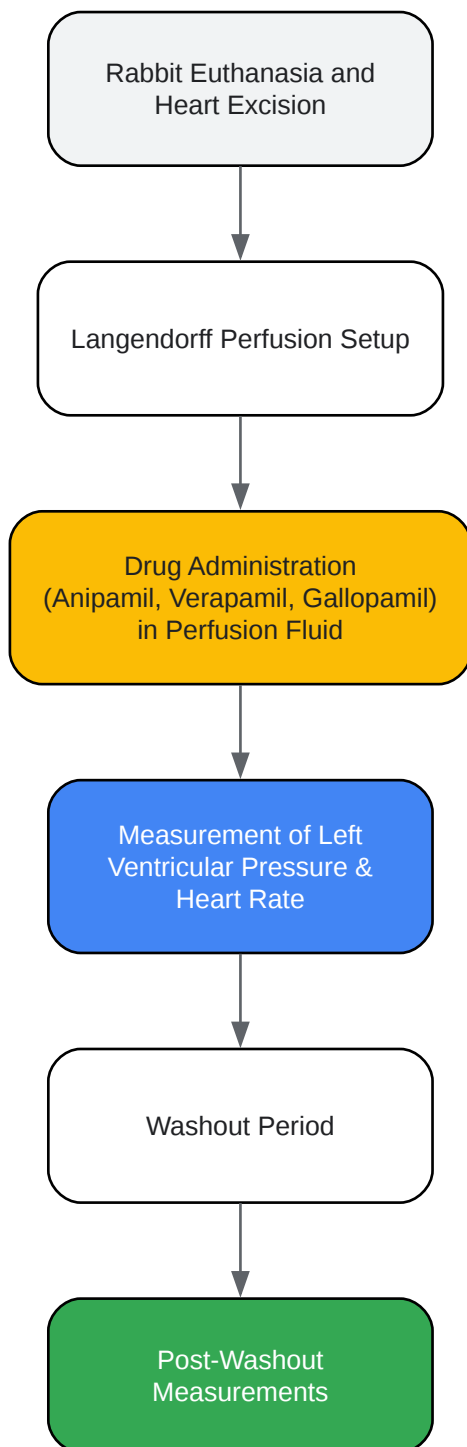 Rabbit Euthanasia and
Heart Excision
Langendorff Perfusion Setup
Drug Administration
(Anipamil, Verapamil, Gallopamil)
in Perfusion Fluid
Measurement of Left
Ventricular Pressure &
Heart Rate
Washout Period
Post-Washout
Measurements